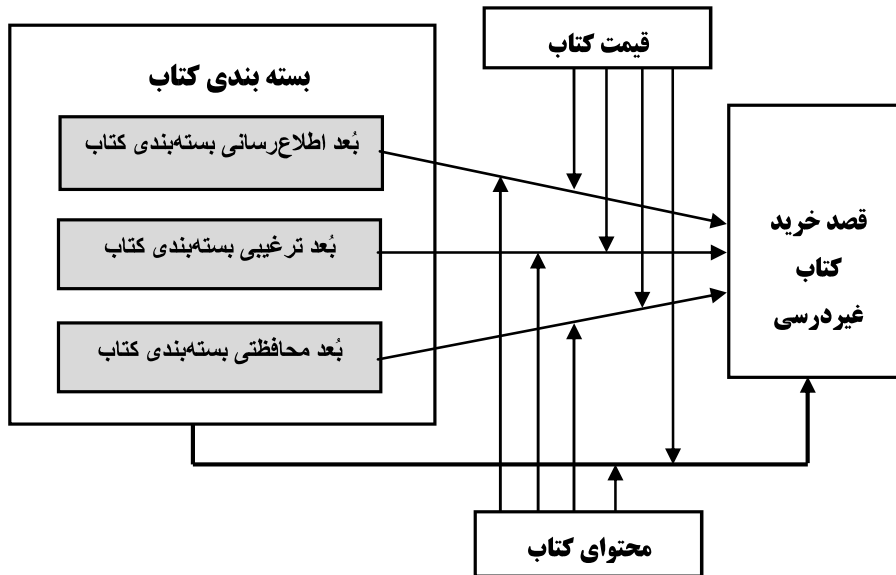 قیمت کتاب
بسته بندی کتاب
بُعد اطلاع‌رسانی بسته‌بندی کتاب
بُعد ترغیبی بسته‌بندی کتاب
بُعد محافظتی بسته‌بندی کتاب
قصد خرید
کتاب
غیردرسی
محتوای کتاب